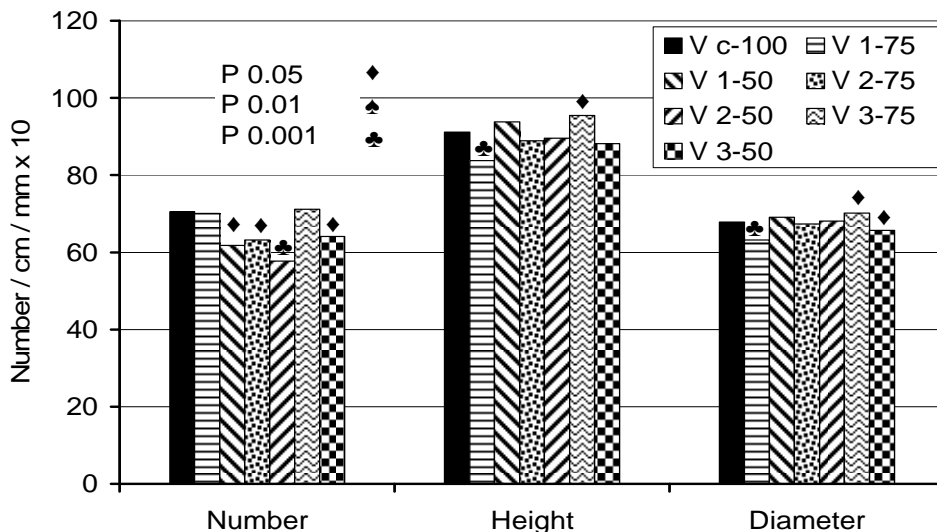 120
100
80
60
40
20
0
Number / cm / mm x 10
P 0.05 ♦
P 0.01 ♠
P 0.001 ♣
V c-100 V 1-75
V 1-50 V 2-75
V 2-50 V 3-75
V 3-50
♣ ♦
♦ ♦ ♣ ♦
♣ ♦ ♦
Number Height Diameter